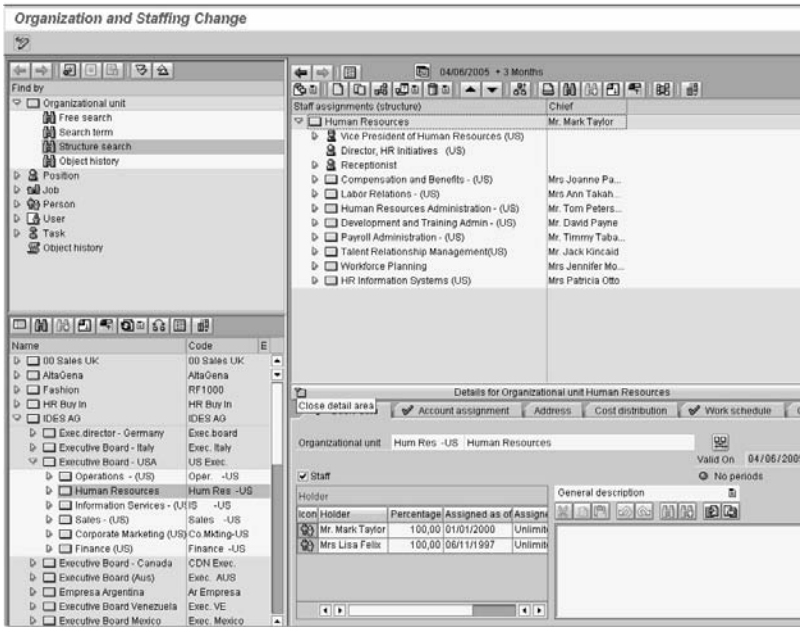 Organization and Staffing Change
04/06/2005 + 3 Months
Find by
Organizational unit
Free search
Search term
Structure search
Object history
Position
Job
Person
User
Task
Object history
Staff assignments (structure) Chief
Human Resources Mr. Mark Taylor
Vice President of Human Resources (US)
Director, HR Initiatives (US)
Receptionist
Compensation and Benefits - (US) Mrs Joanne Pa...
Labor Relations - (US) Mrs Ann Takah...
Human Resources Administration - (US) Mr. Tom Peters...
Development and Training Admin - (US) Mr. David Payne
Payroll Administration - (US) Mr. Timmy Taba...
Talent Relationship Management(US) Mr. Jack Kincaid
Workforce Planning Mrs Jennifer Mo...
HR Information Systems (US) Mrs Patricia Otto
Name Code E
00 Sales UK 00 Sales UK
AltaGena AltaGena
Fashion RF1000
HR Buy In HR Buy In
IDES AG IDES AG
Exec.director - Germany Exec.board
Executive Board - Italy Exec. Italy
Executive Board - USA US Exec.
Operations - (US) Oper. -US
Human Resources Hum Res -US
Information Services - (US IS -US
Sales - (US) Sales -US
Corporate Marketing (US) Co.Mkting-US
Finance (US) Finance -US
Executive Board - Canada CDN Exec.
Executive Board (Aus) Exec. AUS
Empresa Argentina Ar Empresa
Executive Board Venezuela Exec. VE
Executive Board Mexico Exec. Mexico
Details for Organizational unit Human Resources
Close detail area
Account assignment Address Cost distribution Work schedule
Organizational unit Hum Res -US Human Resources
Valid On 04/06/2005
Staff No periods
Holder General description
Icon Holder Percentage Assigned as of Assigne
Mr. Mark Taylor 100,00 01/01/2000 Unlimit
Mrs Lisa Felix 100,00 06/11/1997 Unlimit